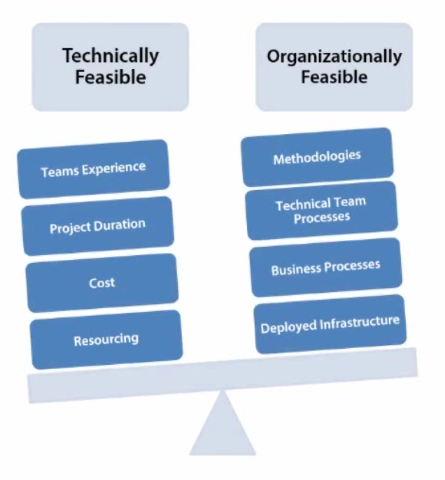 Technically
Feasible
Organizationally
Feasible
Teams Experience
Project Duration
Cost
Resourcing
Methodologies
Technical Team
Processes
Business Processes
Deployed Infrastructure